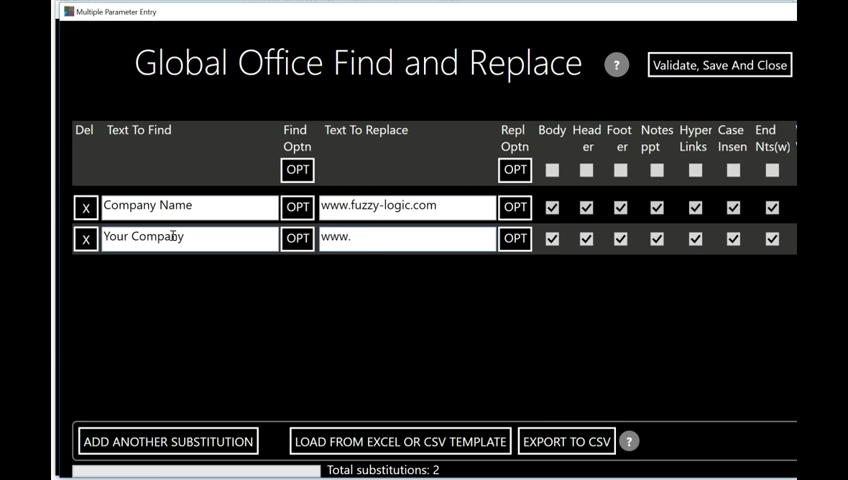 Multiple Parameter Entry
Global Office Find and Replace
?
Validate, Save And Close
Del Text To Find Find Optn Text To Replace Repl Optn Body Head er Foot er Notes ppt Hyper Links Case Insen End Nts(w)
OPT OPT
X Company Name OPT www.fuzzy-logic.com OPT
X Your Company OPT www. OPT
ADD ANOTHER SUBSTITUTION LOAD FROM EXCEL OR CSV TEMPLATE EXPORT TO CSV ?
Total substitutions: 2